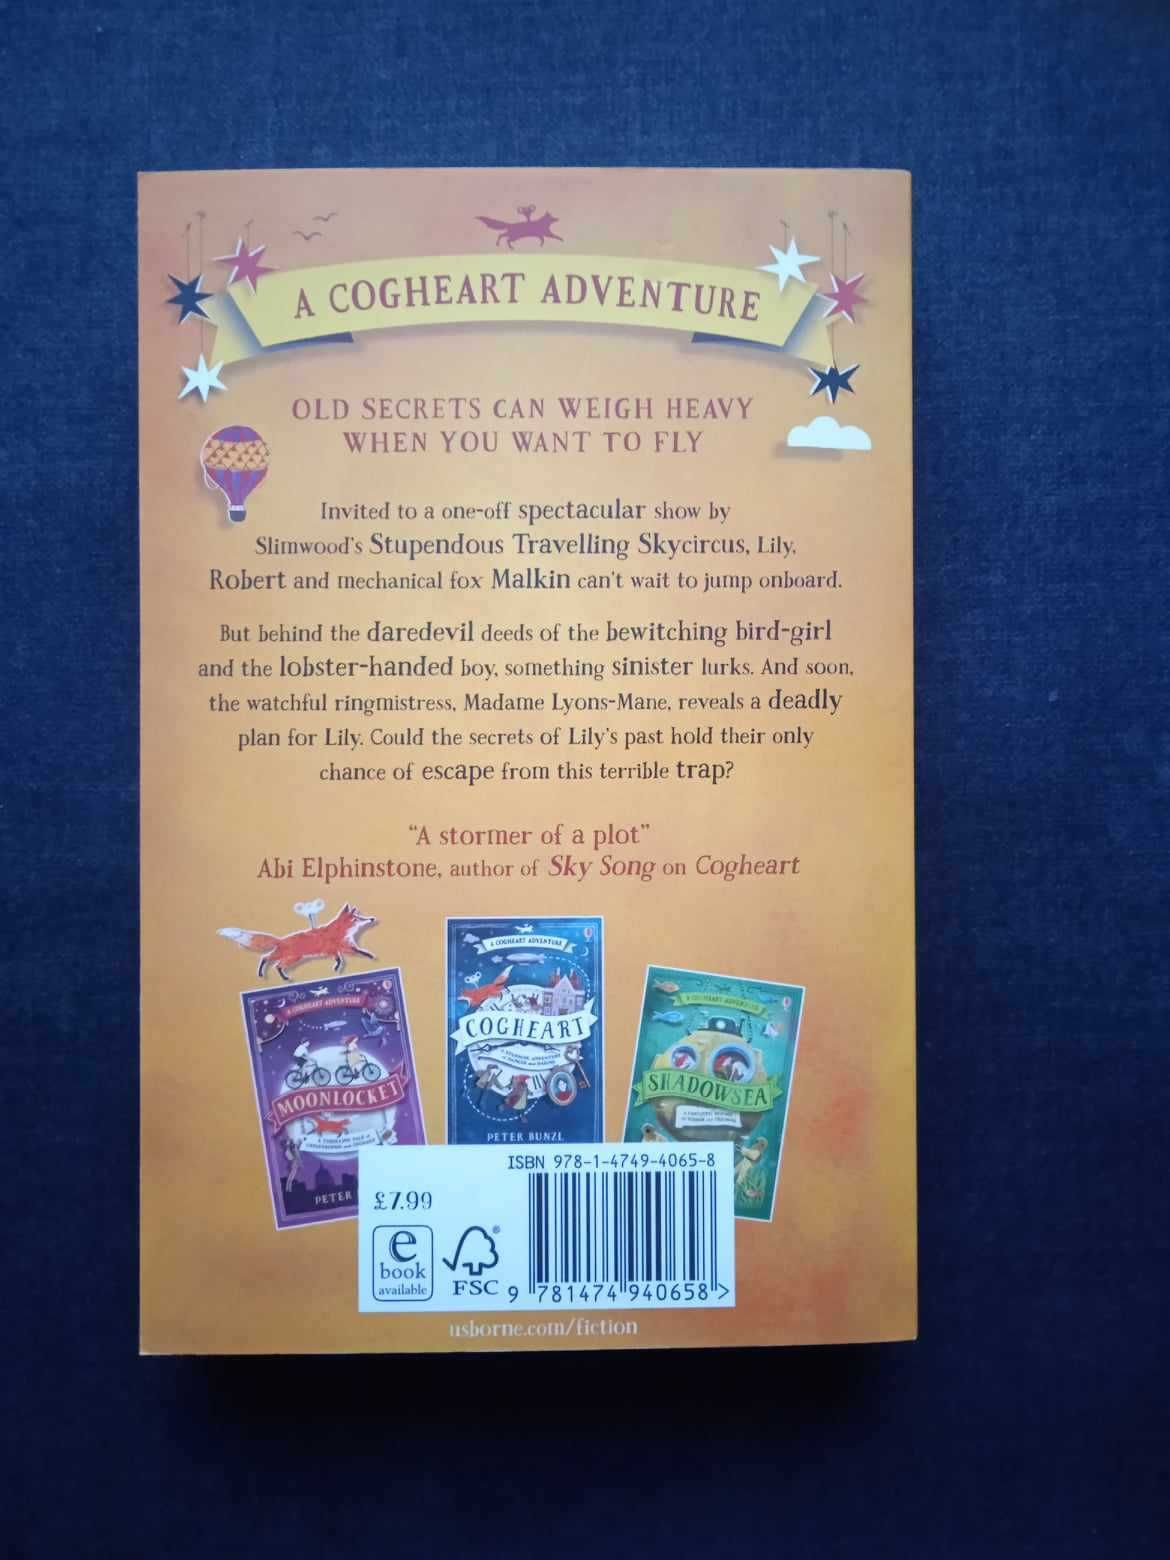 A COGHEART ADVENTURE
OLD SECRETS CAN WEIGH HEAVY
WHEN YOU WANT TO FLY
Invited to a one-off spectacular show by
Slimwood's Stupendous Travelling Skycircus, Lily,
Robert and mechanical fox Malkin can't wait to jump onboard.
But behind the daredevil deeds of the bewitching bird-girl
and the lobster-handed boy, something sinister lurks. And soon,
the watchful ringmistress, Madame Lyons-Mane, reveals a deadly
plan for Lily. Could the secrets of Lily's past hold their only
chance of escape from this terrible trap?
"A stormer of a plot"
Abi Elphinstone, author of Sky Song on Cogheart
A COGHEART ADVENTURE
MOONLOCKET
PETER
A COGHEART ADVENTURE
COGHEART
PETER BUNZL
A COGHEART ADVENTURE
SHADOWSEA
ISBN 978-1-4749-4065-8
£7.99
e
book
available
FSC
®
9 781474 940658 >
usborne.com/fiction